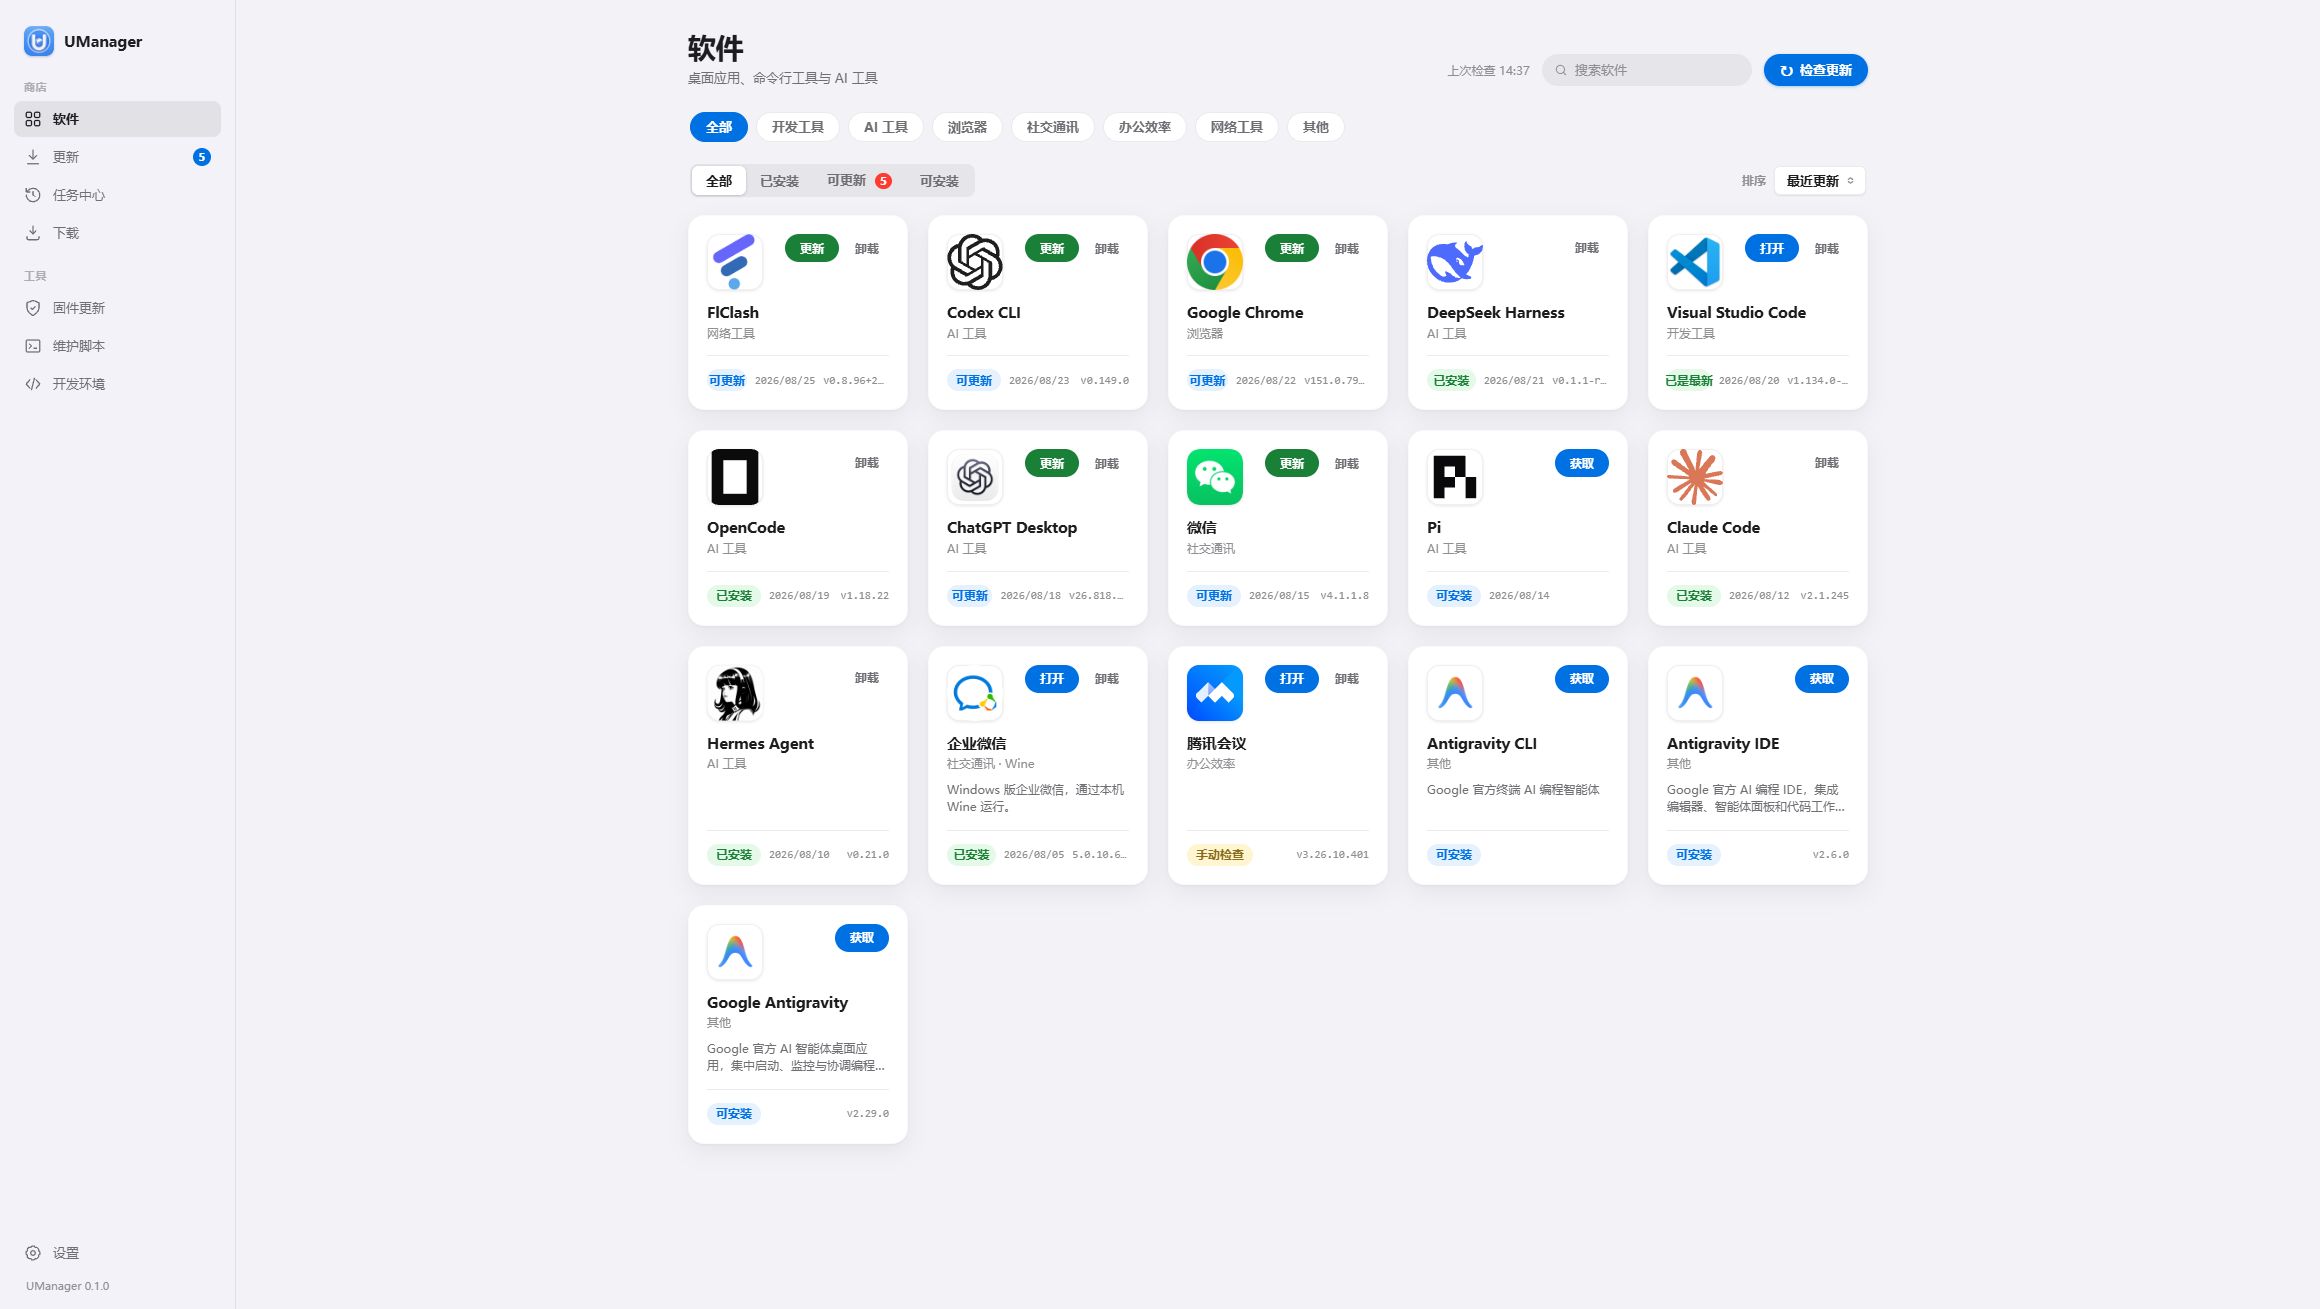 UManager
商店
软件
更新
5
任务中心
下载
工具
固件更新
维护脚本
开发环境
设置
UManager 0.1.0
软件
桌面应用、命令行工具与 AI 工具
上次检查 14:37
搜索软件
检查更新
全部 开发工具 AI 工具 浏览器 社交通讯 办公效率 网络工具 其他
全部 已安装 可更新 5 可安装
排序 最近更新
更新 卸载
FlClash
网络工具
可更新 2026/08/25 v0.8.96+2…
更新 卸载
Codex CLI
AI 工具
可更新 2026/08/23 v0.149.0
更新 卸载
Google Chrome
浏览器
可更新 2026/08/22 v151.0.79…
卸载
DeepSeek Harness
AI 工具
已安装 2026/08/21 v0.1.1-r…
打开 卸载
Visual Studio Code
开发工具
已是最新 2026/08/20 v1.134.0-…
卸载
OpenCode
AI 工具
已安装 2026/08/19 v1.18.22
更新 卸载
ChatGPT Desktop
AI 工具
可更新 2026/08/18 v26.818.…
更新 卸载
微信
社交通讯
可更新 2026/08/15 v4.1.1.8
获取
Pi
AI 工具
可安装 2026/08/14
卸载
Claude Code
AI 工具
已安装 2026/08/12 v2.1.245
卸载
Hermes Agent
AI 工具
已安装 2026/08/10 v0.21.0
打开 卸载
企业微信
社交通讯 · Wine
Windows 版企业微信，通过本机
Wine 运行。
已安装 2026/08/05 5.0.10.6…
打开 卸载
腾讯会议
办公效率
手动检查 v3.26.10.401
获取
Antigravity CLI
其他
Google 官方终端 AI 编程智能体
可安装
获取
Antigravity IDE
其他
Google 官方 AI 编程 IDE，集成
编辑器、智能体面板和代码工作…
可安装 v2.6.0
获取
Google Antigravity
其他
Google 官方 AI 智能体桌面应
用，集中启动、监控与协调编程…
可安装 v2.29.0